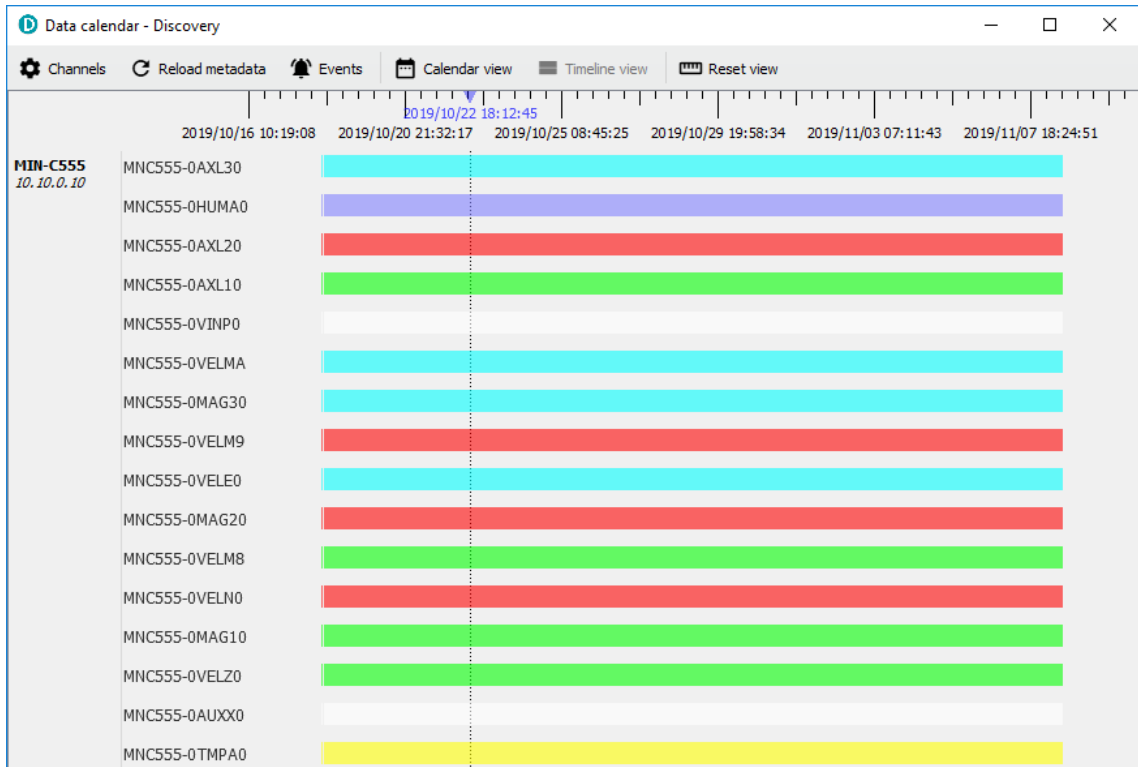 Data calendar - Discovery
Channels Reload metadata Events Calendar view Timeline view Reset view
2019/10/22 18:12:45
2019/10/16 10:19:08 2019/10/20 21:32:17 2019/10/25 08:45:25 2019/10/29 19:58:34 2019/11/03 07:11:43 2019/11/07 18:24:51
MIN-C555 MNC555-0AXL30
10.10.0.10
MNC555-0HUMA0
MNC555-0AXL20
MNC555-0AXL10
MNC555-0VINP0
MNC555-0VELMA
MNC555-0MAG30
MNC555-0VELM9
MNC555-0VELE0
MNC555-0MAG20
MNC555-0VELM8
MNC555-0VELN0
MNC555-0MAG10
MNC555-0VELZ0
MNC555-0AUXX0
MNC555-0TMPA0